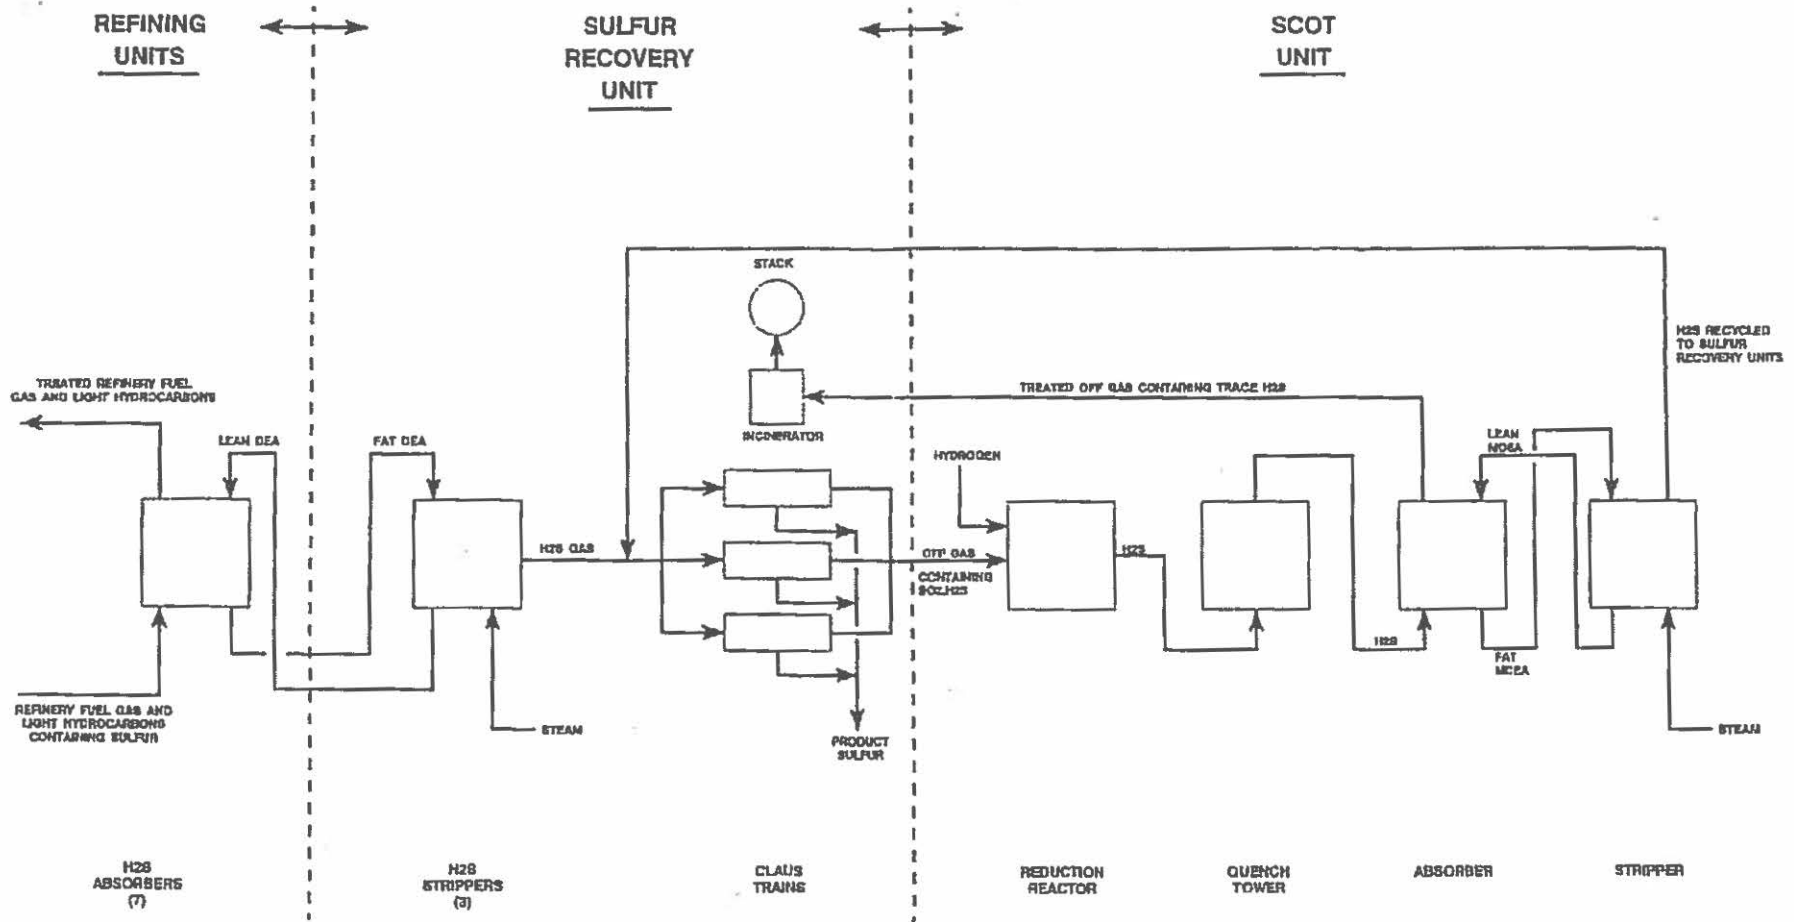 REFINING
UNITS
SULFUR
RECOVERY
UNIT
SCOT
UNIT
STACK
H2S RECYCLED
TO SULFUR
RECOVERY UNITS
TREATED REFINERY FUEL
GAS AND LIGHT HYDROCARBONS
TREATED OFF GAS CONTAINING TRACE H2S
INCINERATOR
LEAN DEA
FAT DEA
LEAN
MDEA
HYDROGEN
H2S GAS
OFF GAS
CONTAINING
SO2,H2S
H2S
H2S
FAT
MDEA
REFINERY FUEL GAS AND
LIGHT HYDROCARBONS
CONTAINING SULFUR
STEAM
PRODUCT
SULFUR
STEAM
H2S
ABSORBERS
(7)
H2S
STRIPPERS
(3)
CLAUS
TRAINS
REDUCTION
REACTOR
QUENCH
TOWER
ABSORBER
STRIPPER